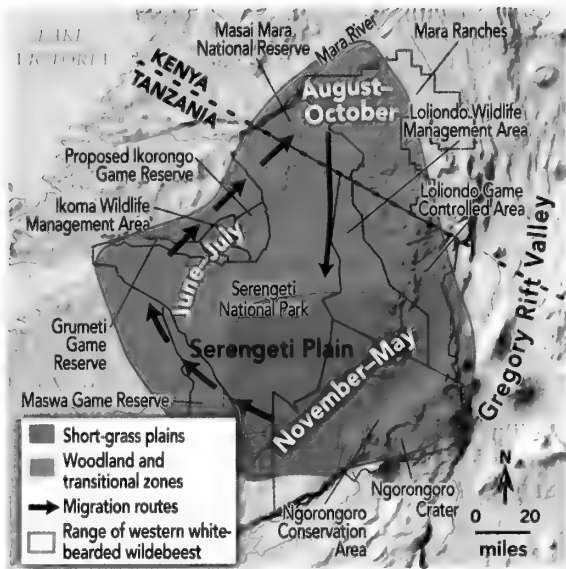 LAKE
VICTORIA
Masai Mara
National Reserve
Mara River
Mara Ranches
KENYA
TANZANIA
August–
October
Loliondo Wildlife
Management Area
Proposed Ikorongo
Game Reserve
Loliondo Game
Controlled Area
Ikoma Wildlife
Management Area
June–July
Gregory Rift Valley
Serengeti
National Park
Grumeti
Game
Reserve
Serengeti Plain
November–May
Maswa Game Reserve
Short-grass plains
Woodland and
transitional zones
Migration routes
Range of western white-
bearded wildebeest
Ngorongoro
Conservation
Area
Ngorongoro
Crater
N
0 20
miles